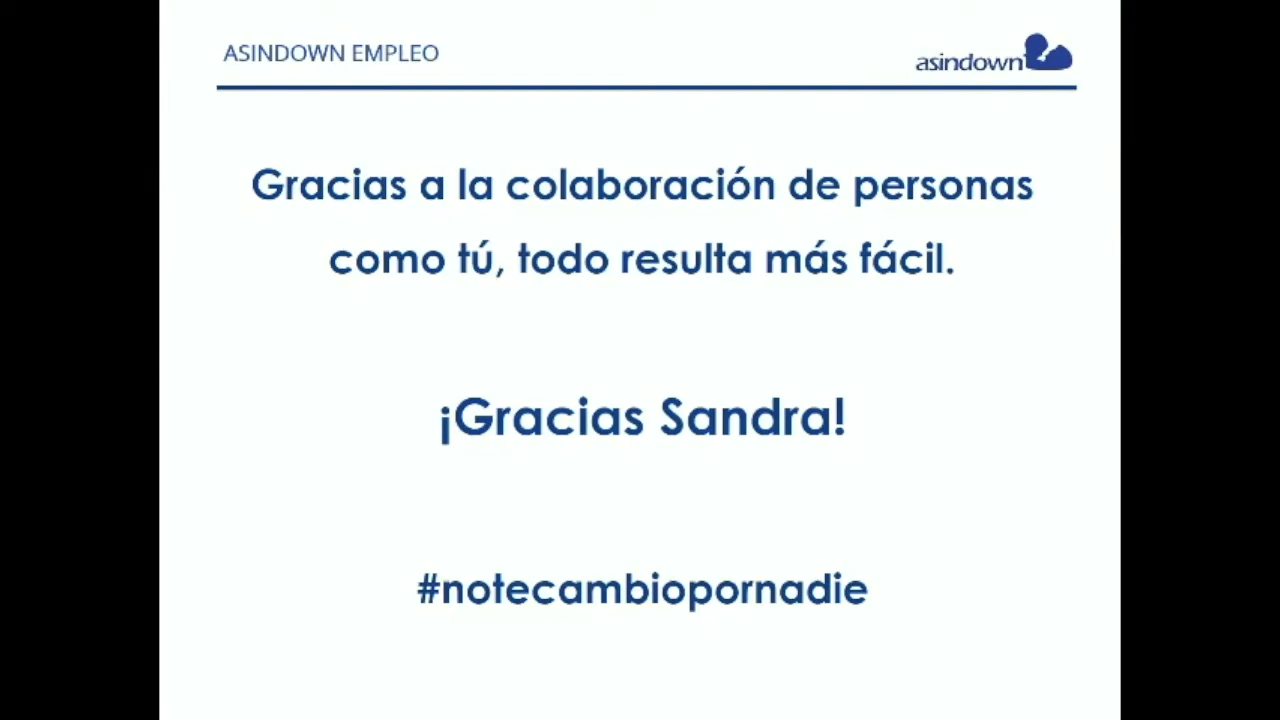 ASINDOWN EMPLEO
asindown
Gracias a la colaboración de personas
como tú, todo resulta más fácil.
¡Gracias Sandra!
#notecambiopornadie